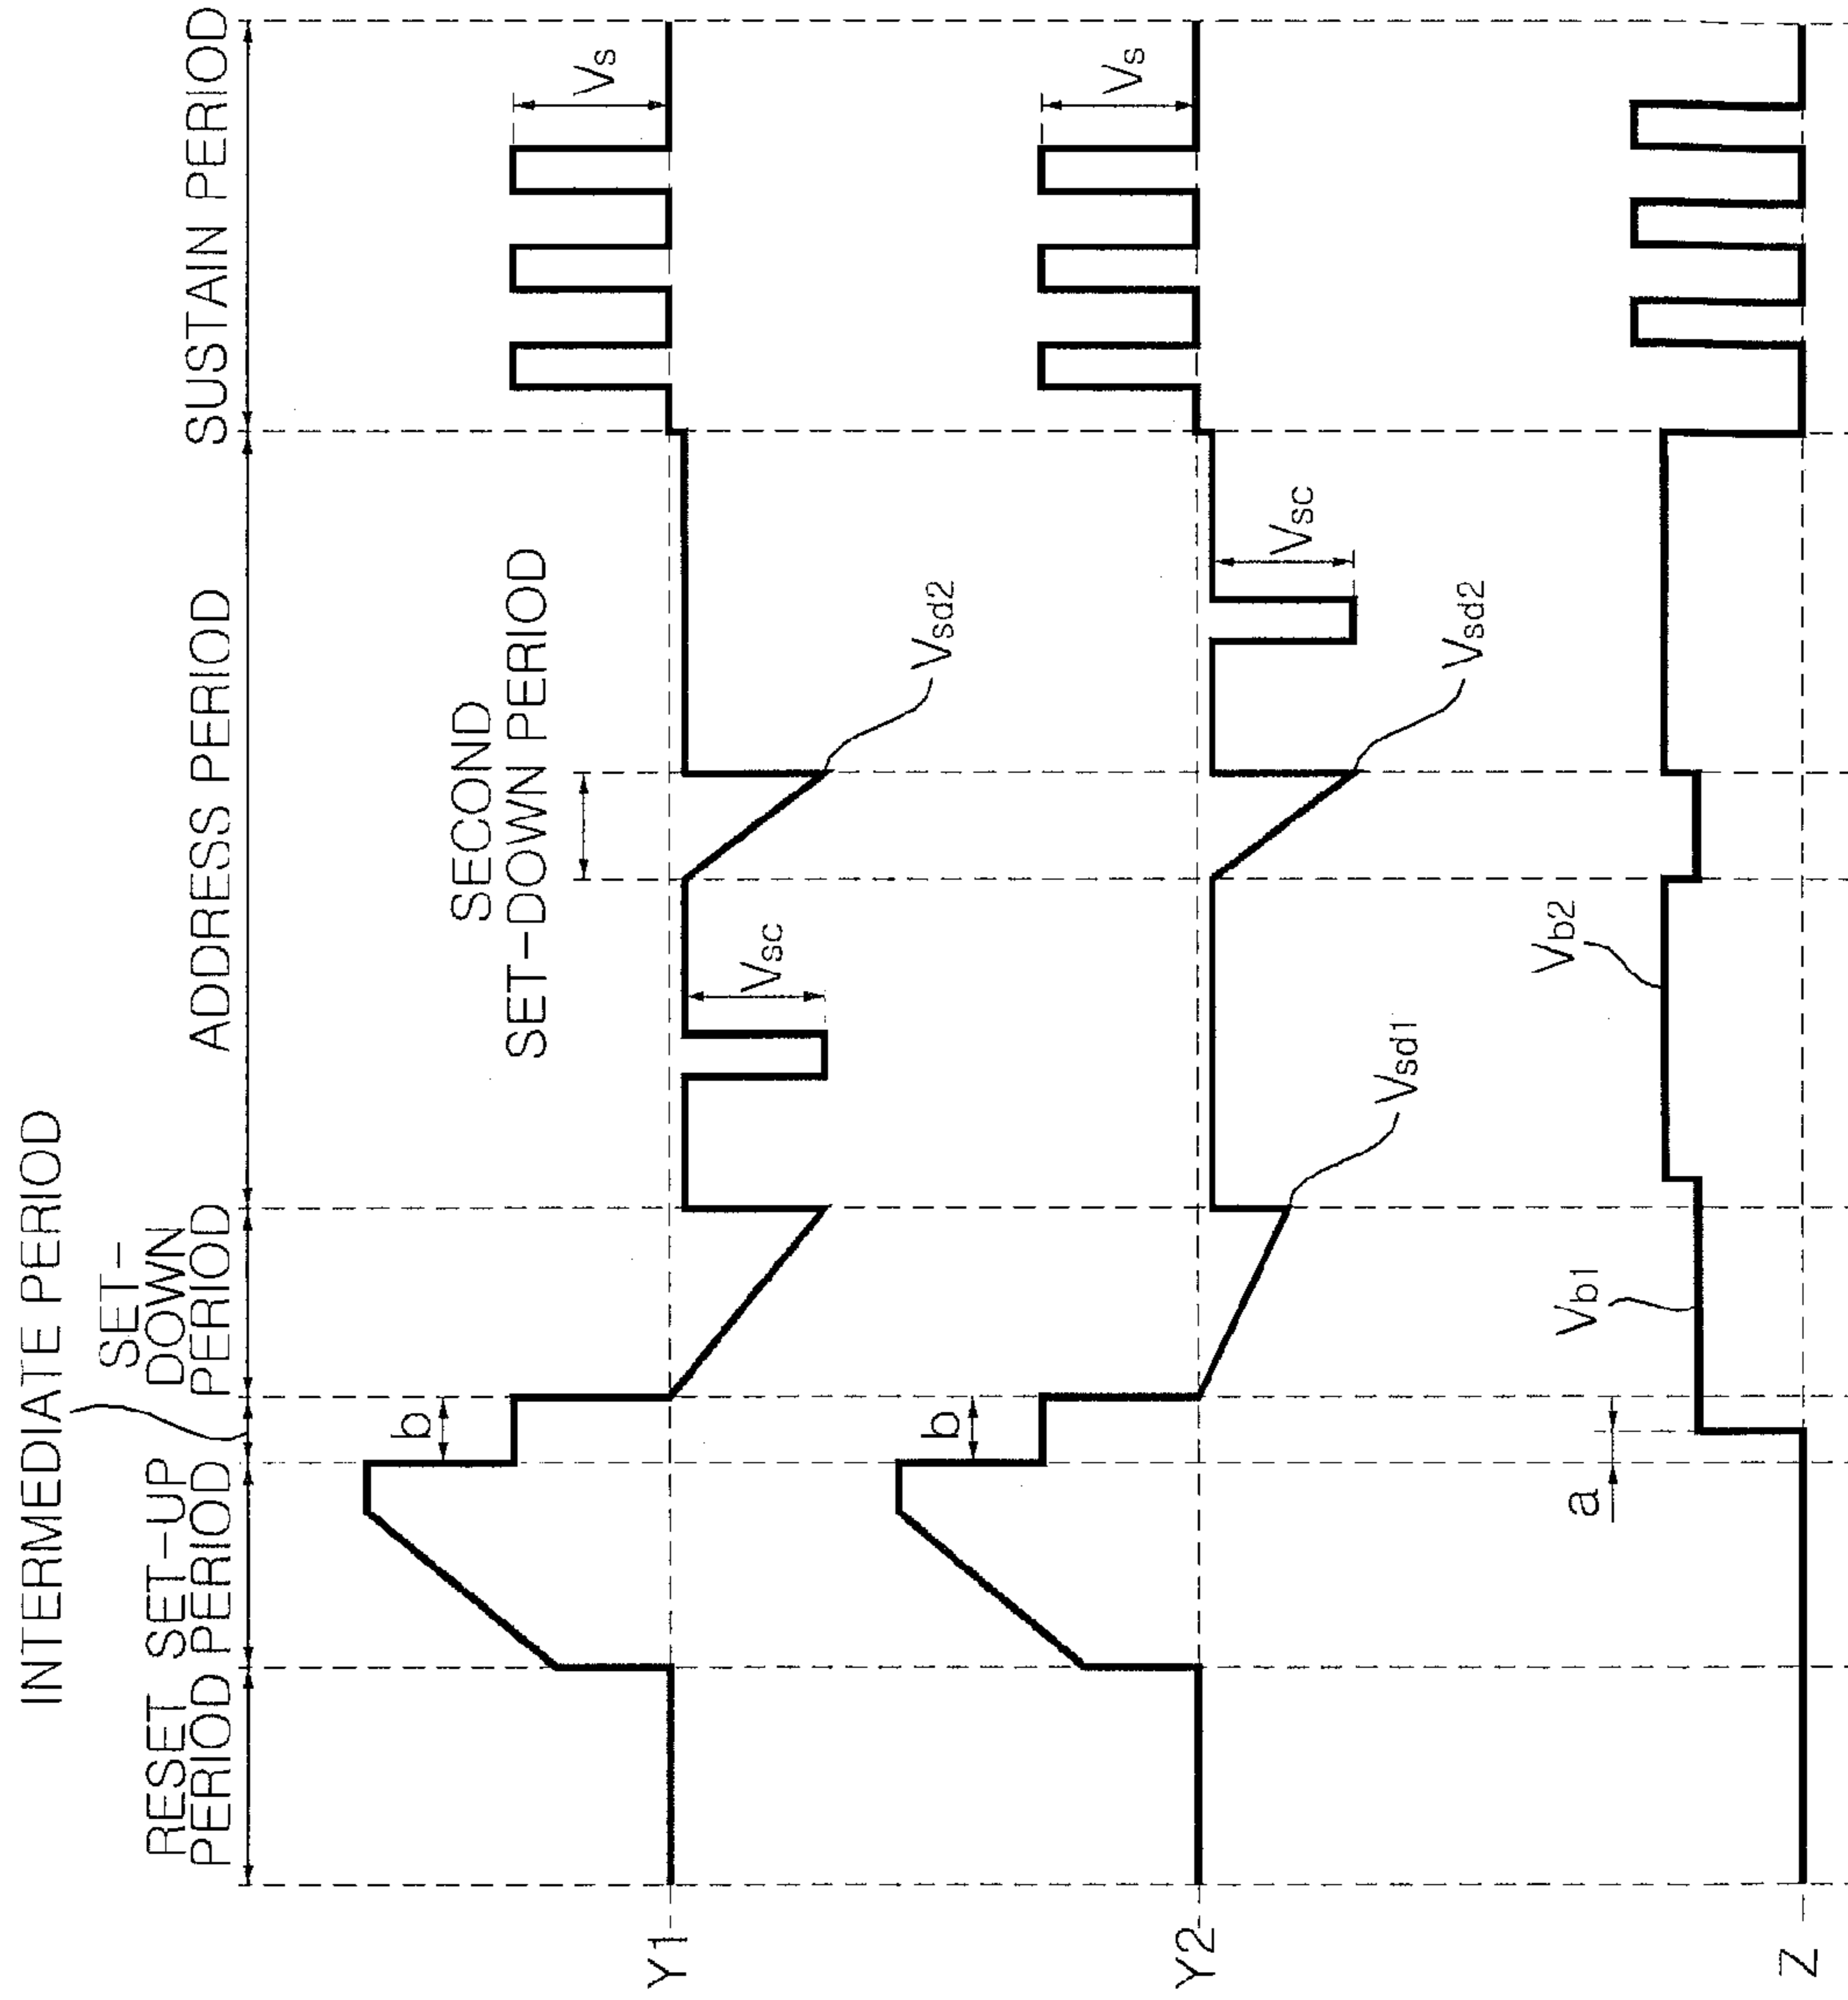 INTERMEDIATE PERIOD
RESET
PERIOD
SET-UP
PERIOD
SET-
DOWN
PERIOD
ADDRESS PERIOD
SUSTAIN PERIOD
SECOND
SET-DOWN PERIOD
Y1
b
Vsc
Vsd2
Vs
Y2
b
Vsd1
Vsd2
Vsc
Vs
Z
a
Vb1
Vb2